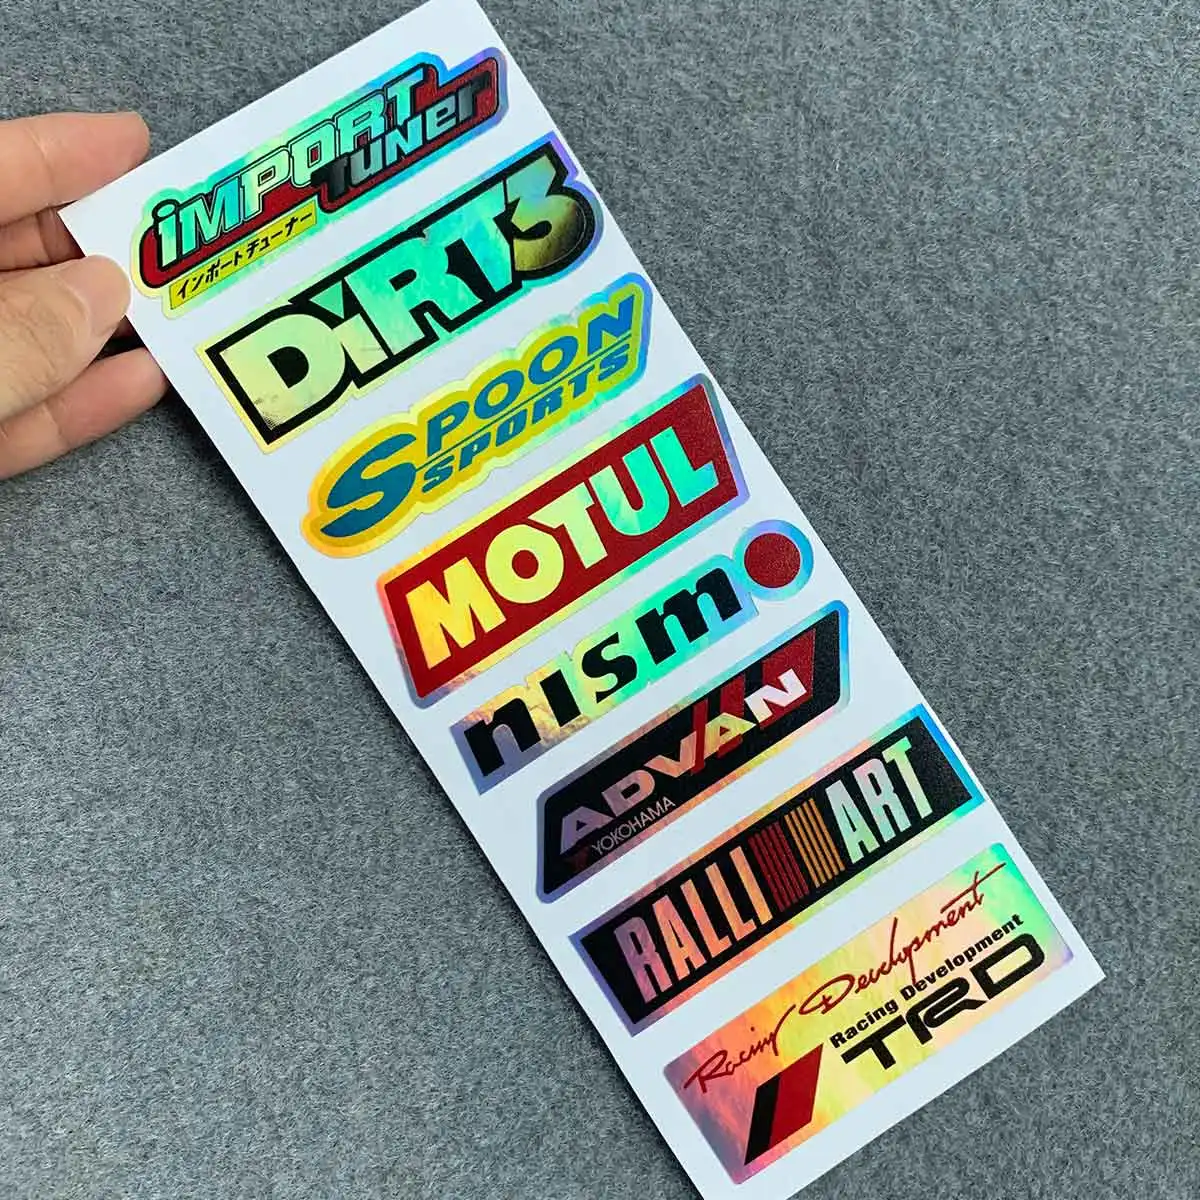 iMPORT
TUNer
インポートチューナー
DiRT3
SPOON
SPORTS
MOTUL
nismo
ADVAN
YOKOHAMA
RALLI ART
Racing Development
Racing Development
TRD